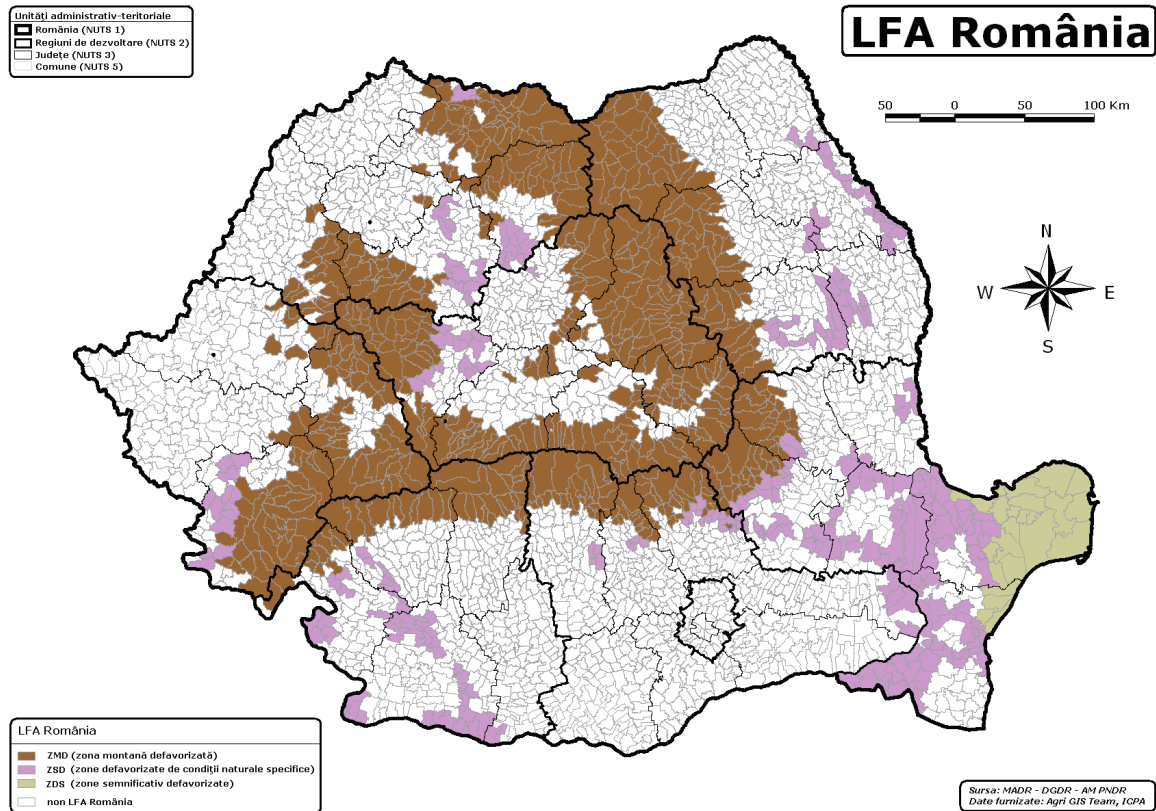 Unități administrativ-teritoriale
România (NUTS 1)
Regiuni de dezvoltare (NUTS 2)
Județe (NUTS 3)
Comune (NUTS 5)
LFA România
50 0 50 100 Km
N
W E
S
LFA România
ZMD (zona montană defavorizată)
ZSD (zone defavorizate de condiții naturale specifice)
ZDS (zone semnificativ defavorizate)
non LFA România
Sursa: MADR - DGDR - AM PNDR
Date furnizate: Agri GIS Team, ICPA